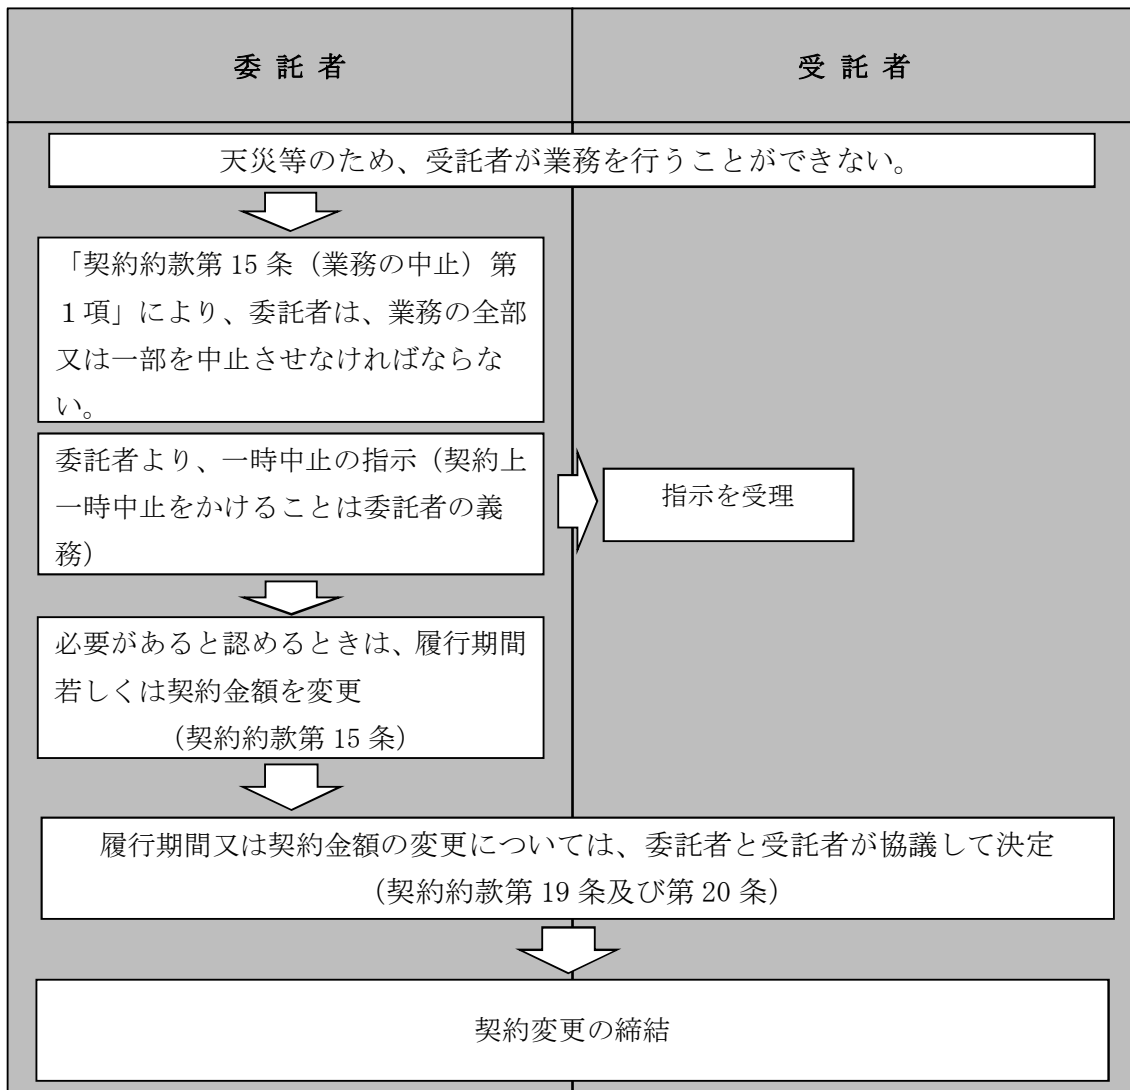 委 託 者
受 託 者
天災等のため、受託者が業務を行うことができない。
「契約約款第 15 条（業務の中止）第
１項」により、委託者は、業務の全部
又は一部を中止させなければならな
い。
委託者より、一時中止の指示（契約上
一時中止をかけることは委託者の義
務）
指示を受理
必要があると認めるときは、履行期間
若しくは契約金額を変更
（契約約款第 15 条）
履行期間又は契約金額の変更については、委託者と受託者が協議して決定
（契約約款第 19 条及び第 20 条）
契約変更の締結